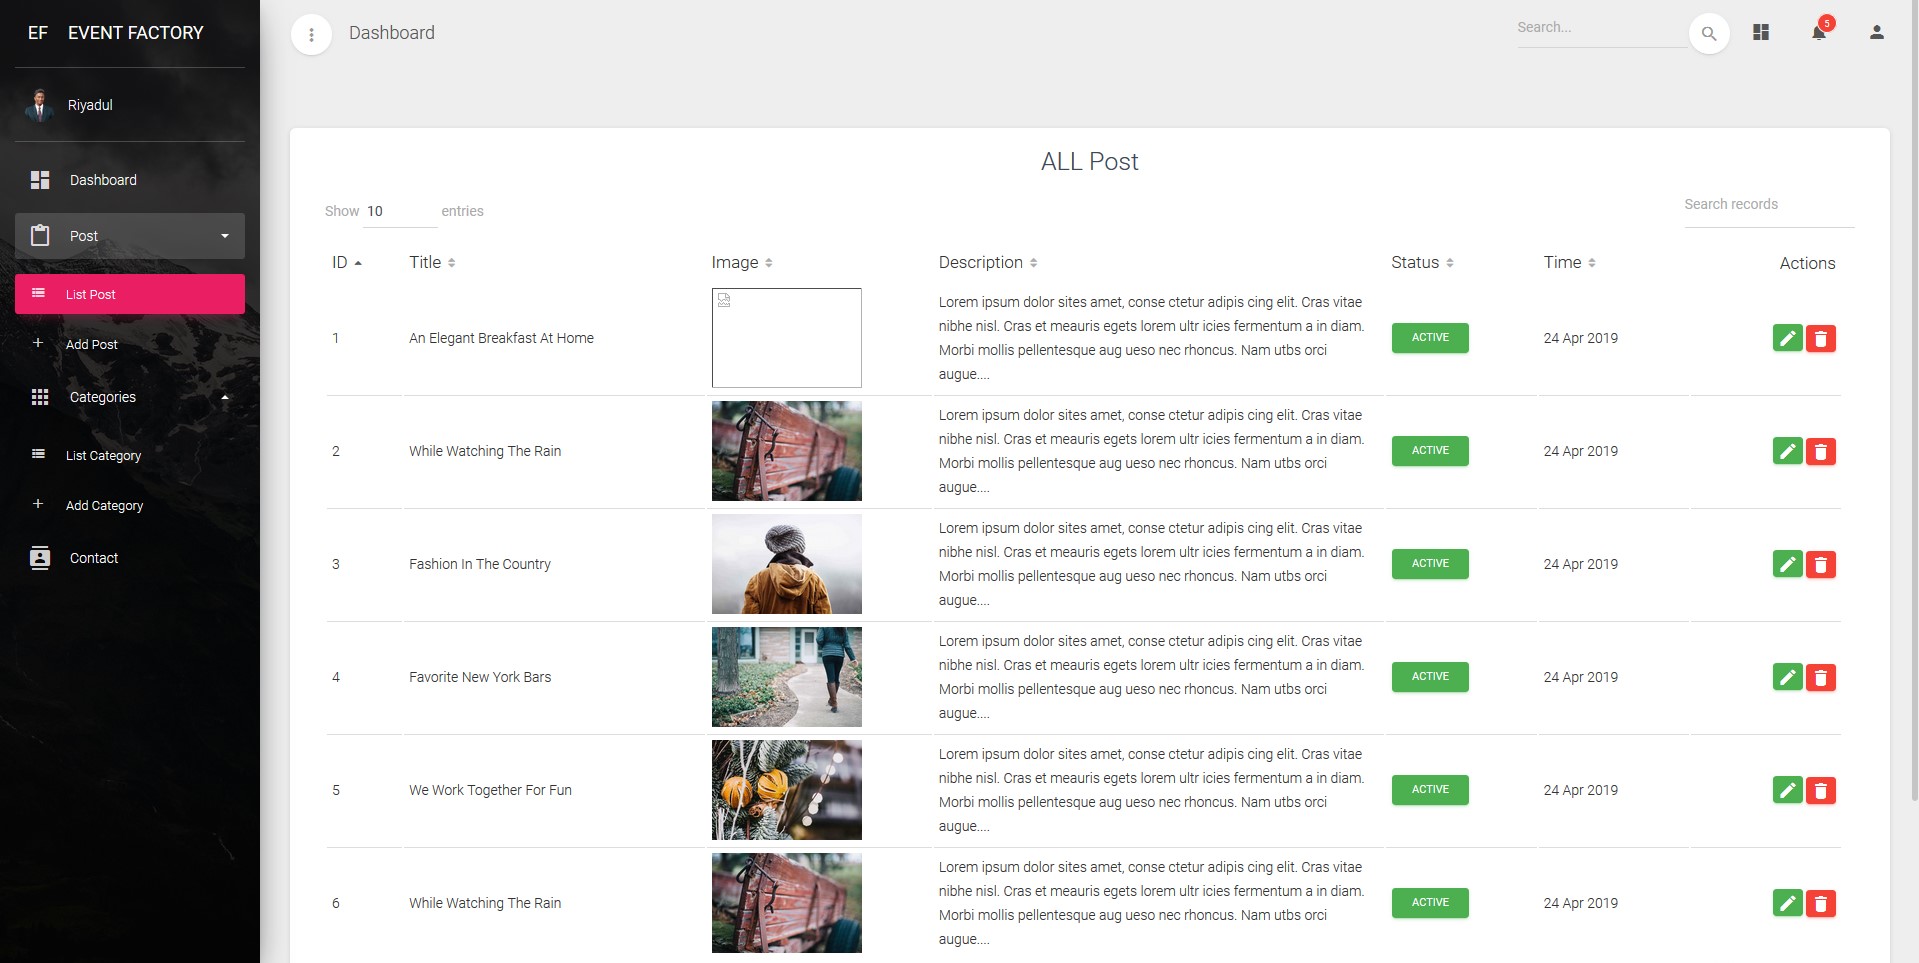 EF EVENT FACTORY
Riyadul
Dashboard
Post
List Post
Add Post
Categories
List Category
Add Category
Contact
Dashboard
Search...
5
ALL Post
Show 10 entries
Search records
ID Title Image Description Status Time Actions
1
An Elegant Breakfast At Home
Lorem ipsum dolor sites amet, conse ctetur adipis cing elit. Cras vitae
nibhe nisl. Cras et meauris egets lorem ultr icies fermentum a in diam.
Morbi mollis pellentesque aug ueso nec rhoncus. Nam utbs orci
augue....
ACTIVE
24 Apr 2019
2
While Watching The Rain
Lorem ipsum dolor sites amet, conse ctetur adipis cing elit. Cras vitae
nibhe nisl. Cras et meauris egets lorem ultr icies fermentum a in diam.
Morbi mollis pellentesque aug ueso nec rhoncus. Nam utbs orci
augue....
ACTIVE
24 Apr 2019
3
Fashion In The Country
Lorem ipsum dolor sites amet, conse ctetur adipis cing elit. Cras vitae
nibhe nisl. Cras et meauris egets lorem ultr icies fermentum a in diam.
Morbi mollis pellentesque aug ueso nec rhoncus. Nam utbs orci
augue....
ACTIVE
24 Apr 2019
4
Favorite New York Bars
Lorem ipsum dolor sites amet, conse ctetur adipis cing elit. Cras vitae
nibhe nisl. Cras et meauris egets lorem ultr icies fermentum a in diam.
Morbi mollis pellentesque aug ueso nec rhoncus. Nam utbs orci
augue....
ACTIVE
24 Apr 2019
5
We Work Together For Fun
Lorem ipsum dolor sites amet, conse ctetur adipis cing elit. Cras vitae
nibhe nisl. Cras et meauris egets lorem ultr icies fermentum a in diam.
Morbi mollis pellentesque aug ueso nec rhoncus. Nam utbs orci
augue....
ACTIVE
24 Apr 2019
6
While Watching The Rain
Lorem ipsum dolor sites amet, conse ctetur adipis cing elit. Cras vitae
nibhe nisl. Cras et meauris egets lorem ultr icies fermentum a in diam.
Morbi mollis pellentesque aug ueso nec rhoncus. Nam utbs orci
augue....
ACTIVE
24 Apr 2019